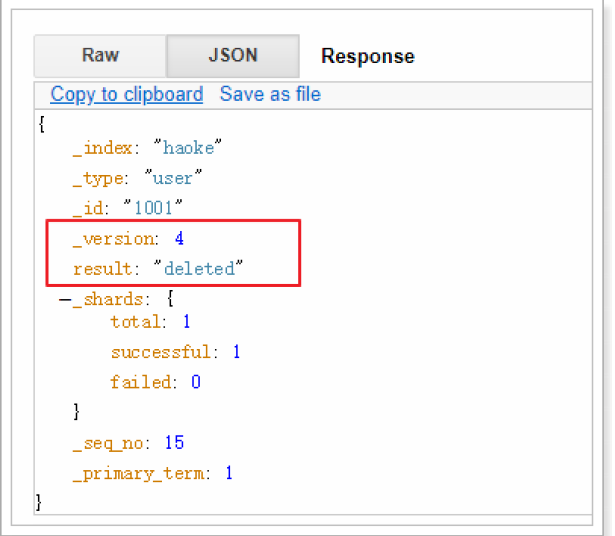 Raw JSON Response
Copy to clipboard Save as file
{
_index: "haoke"
_type: "user"
_id: "1001"
_version: 4
result: "deleted"
−_shards: {
total: 1
successful: 1
failed: 0
}
_seq_no: 15
_primary_term: 1
}